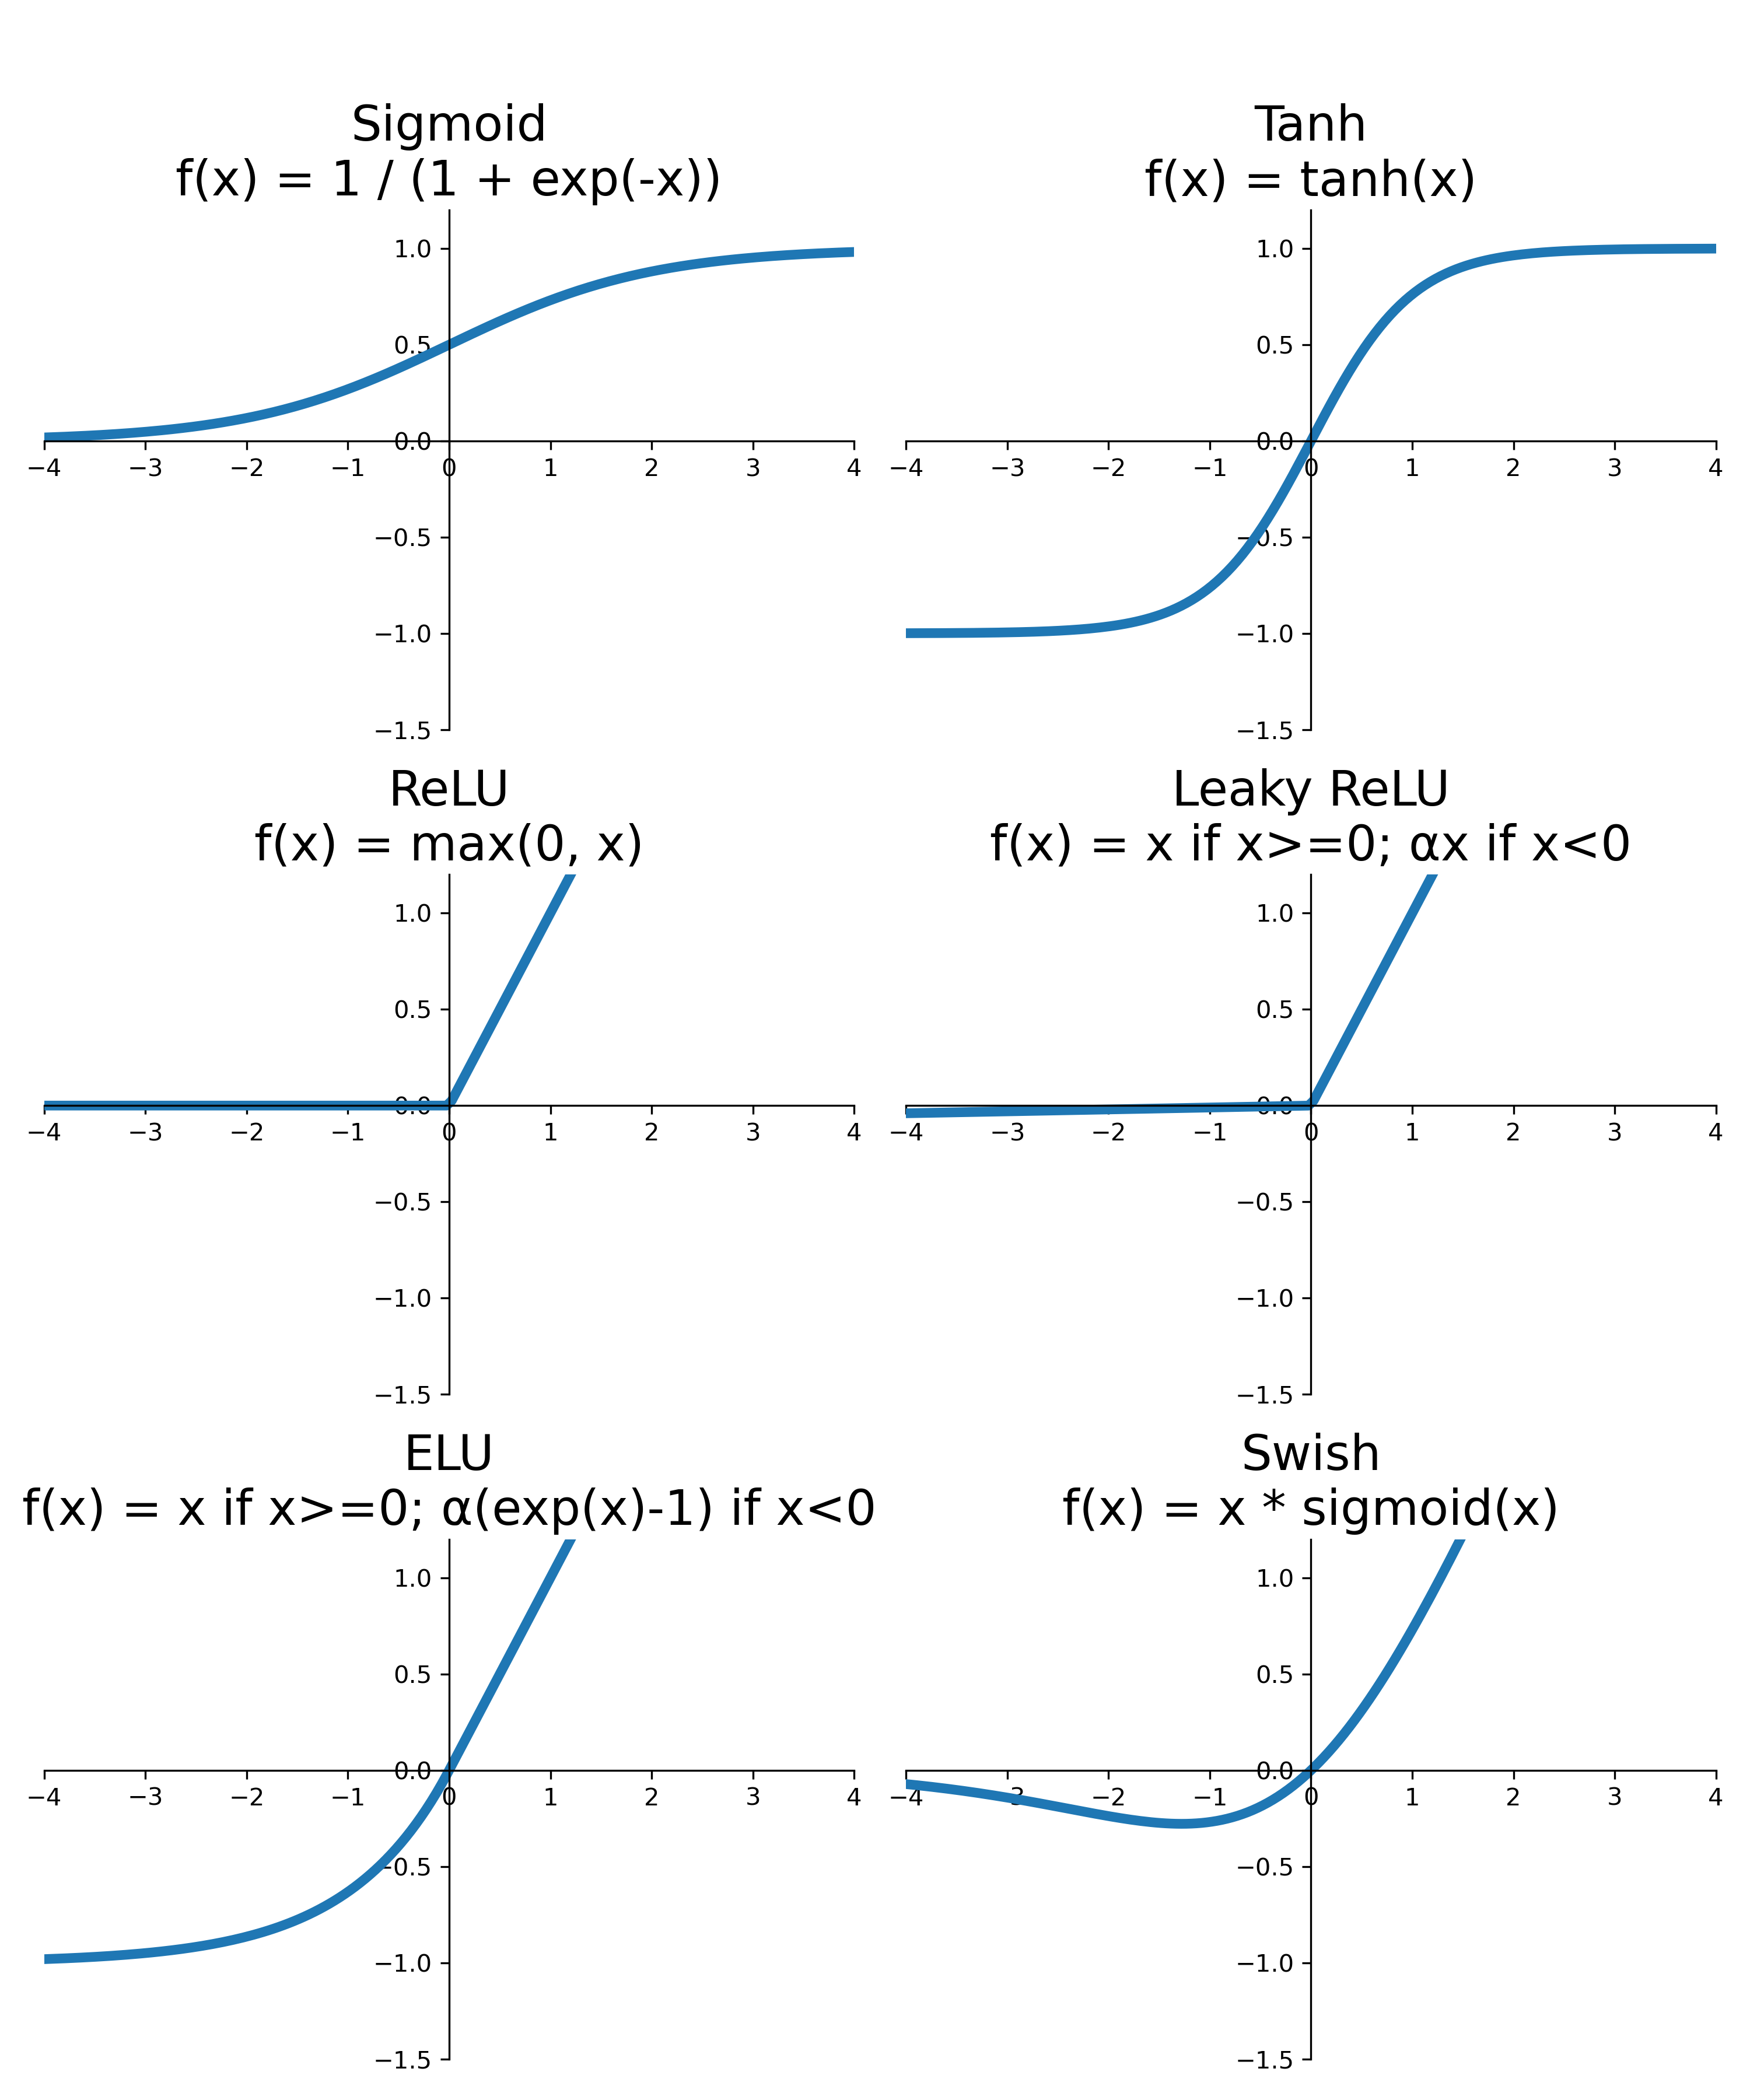 Sigmoid
f(x) = 1 / (1 + exp(-x))
1.0
0.5
0.0
−4 −3 −2 −1 0 1 2 3 4
−0.5
−1.0
−1.5
Tanh
f(x) = tanh(x)
1.0
0.5
0.0
−4 −3 −2 −1 0 1 2 3 4
−0.5
−1.0
−1.5
ReLU
f(x) = max(0, x)
1.0
0.5
0.0
−4 −3 −2 −1 0 1 2 3 4
−0.5
−1.0
−1.5
Leaky ReLU
f(x) = x if x>=0; αx if x<0
1.0
0.5
0.0
−4 −3 −2 −1 0 1 2 3 4
−0.5
−1.0
−1.5
ELU
f(x) = x if x>=0; α(exp(x)-1) if x<0
1.0
0.5
0.0
−4 −3 −2 −1 0 1 2 3 4
−0.5
−1.0
−1.5
Swish
f(x) = x * sigmoid(x)
1.0
0.5
0.0
−4 −3 −2 −1 0 1 2 3 4
−0.5
−1.0
−1.5